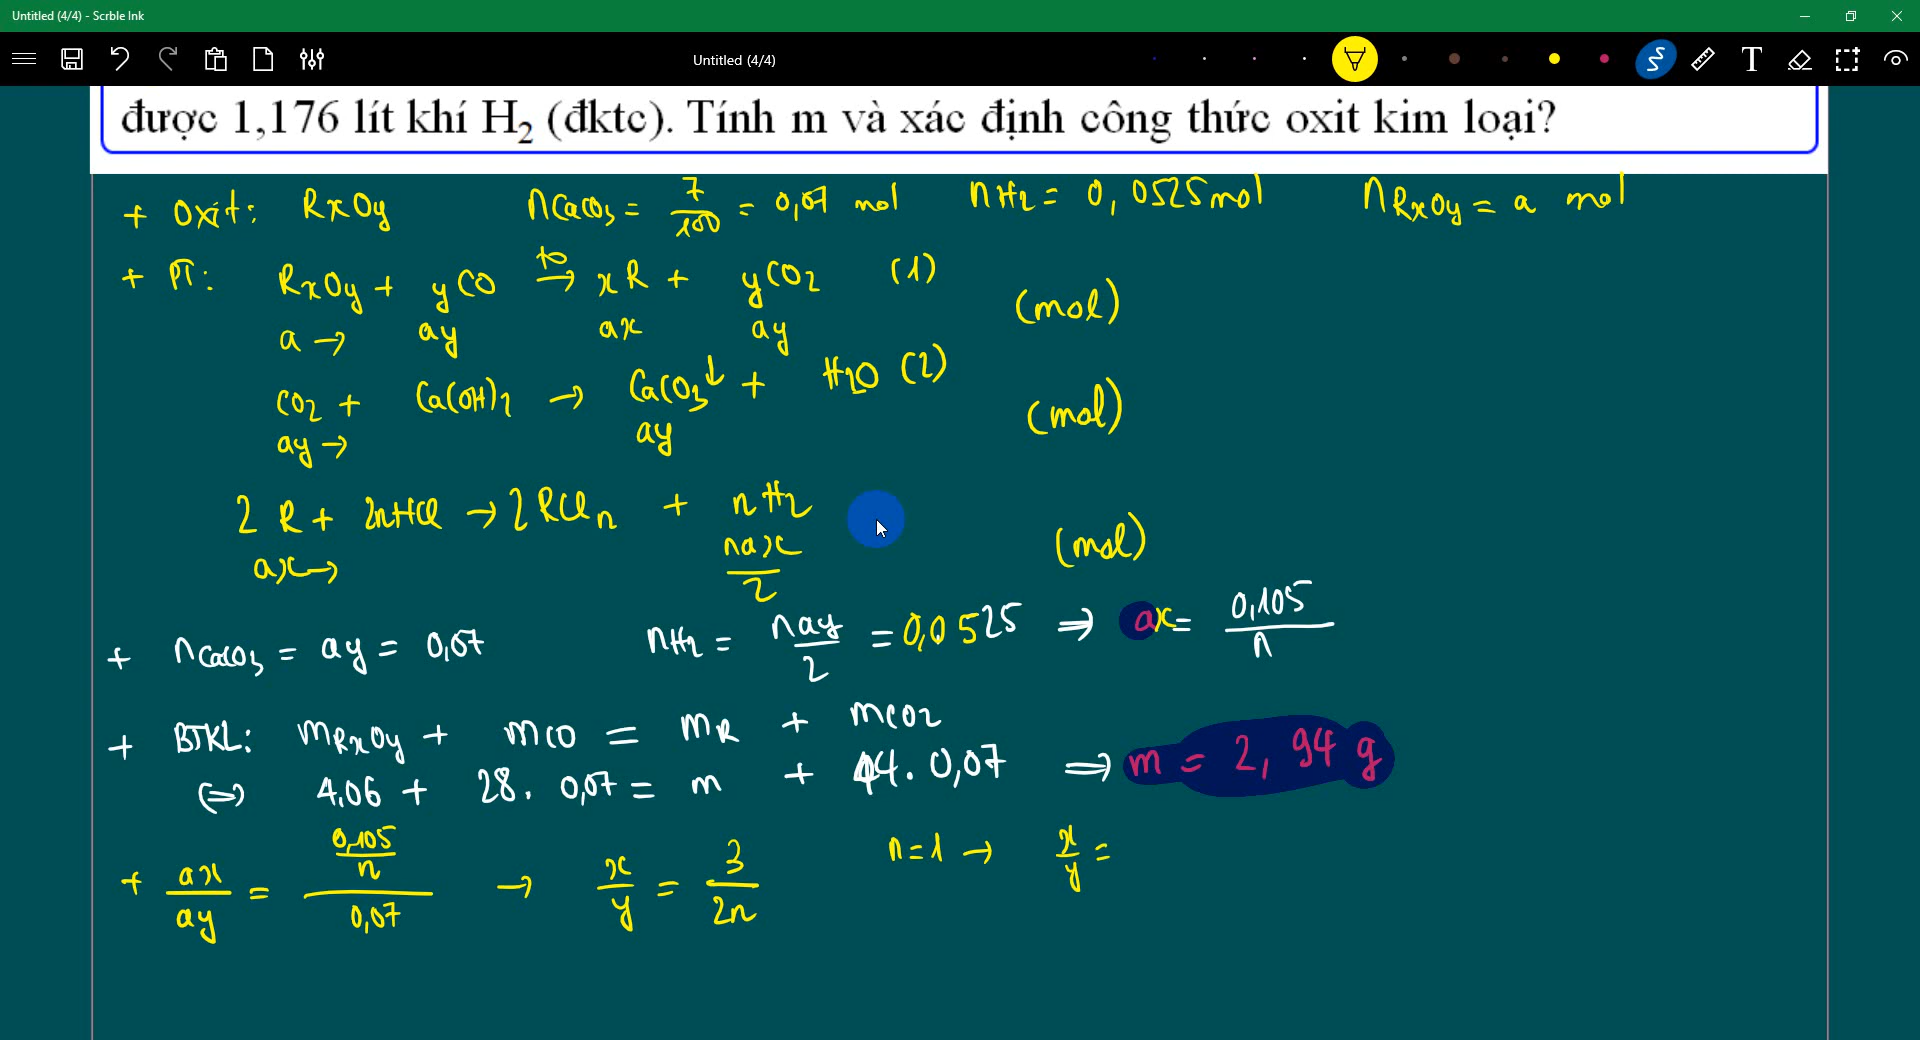 Untitled (4/4) - Scrble Ink
Untitled (4/4)
T
được 1,176 lít khí H₂ (đktc). Tính m và xác định công thức oxit kim loại?
+ Oxit: RxOy nCaCO3 = 7/100 = 0,07 mol nH2 = 0,0525 mol nRxOy = a mol
+ PT: RxOy + yCO t0→ xR + yCO2 (1)
a → ay ax ay (mol)
CO2 + Ca(OH)2 → CaCO3↓ + H2O (2)
ay → ay (mol)
2R + 2nHCl → 2RCln + nH2
ax → nax/2 (mol)
+ nCaCO3 = ay = 0,07 nH2 = nay/2 = 0,0525 ⇒ ax = 0,105/n
+ BTKL: mRxOy + mCO = mR + mCO2
⇔ 4,06 + 28. 0,07 = m + 44. 0,07 ⇒ m = 2,94 g
+ ax/ay = (0,105/n)/0,07 → x/y = 3/2n n=1 → x/y =